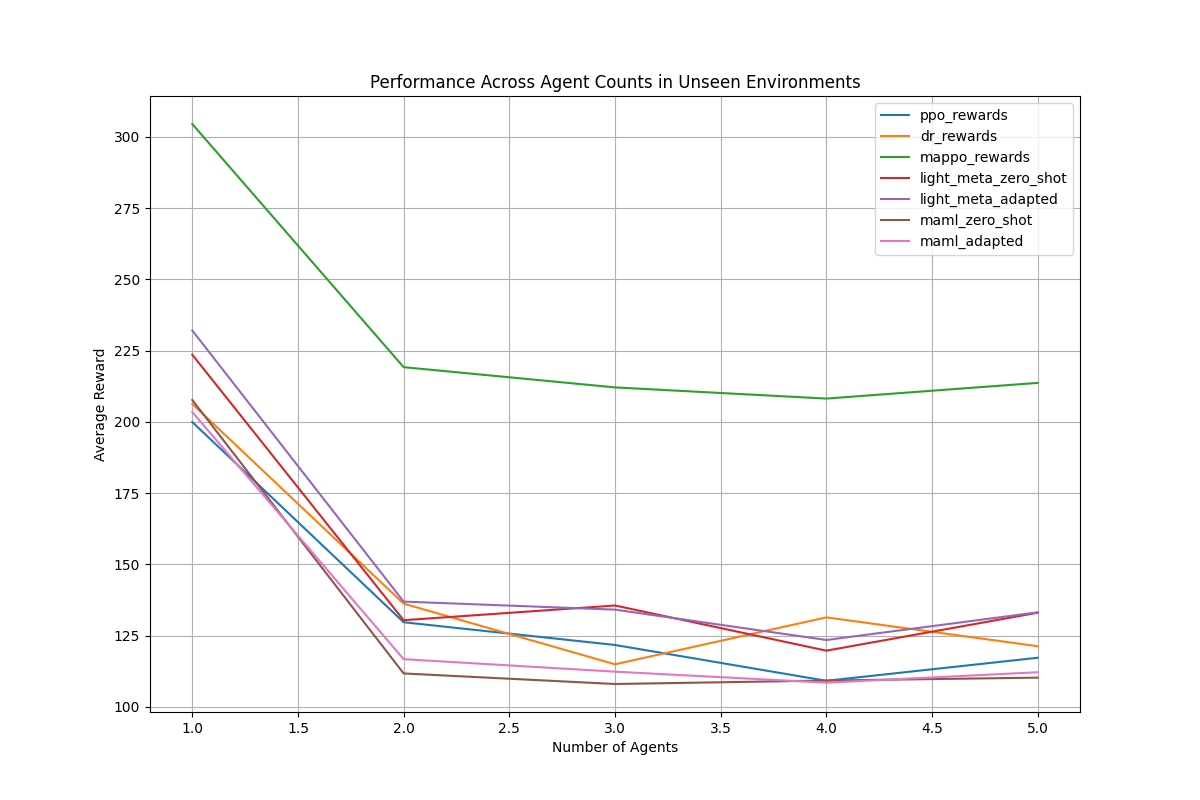 Performance Across Agent Counts in Unseen Environments
ppo_rewards
dr_rewards
mappo_rewards
light_meta_zero_shot
light_meta_adapted
maml_zero_shot
maml_adapted
Average Reward
300
275
250
225
200
175
150
125
100
1.0 1.5 2.0 2.5 3.0 3.5 4.0 4.5 5.0
Number of Agents